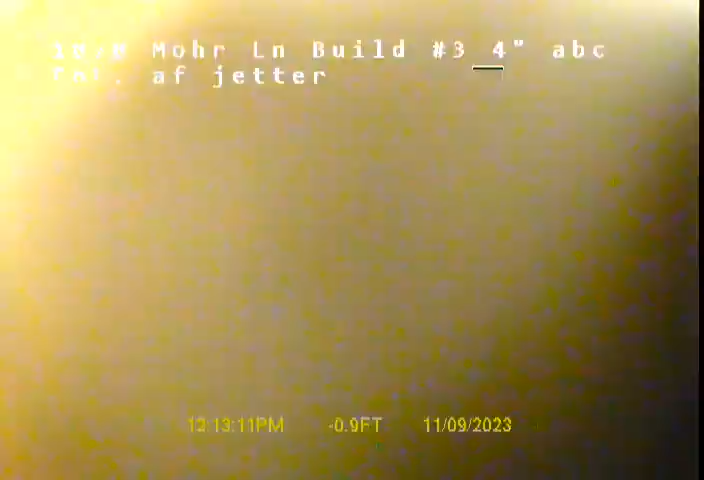 Mohr Ln Build #3 4" abc
af jetter
12:13:11PM -0.9FT 11/09/2023